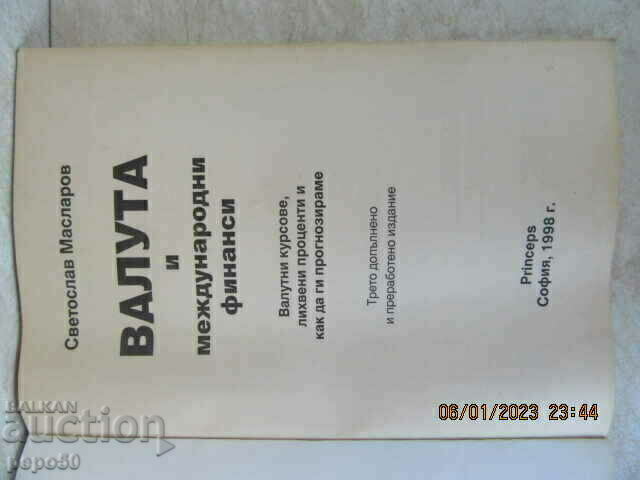 Светослав Масларов
ВАЛУТА
и
международни
финанси
Валутни курсове,
лихвени проценти и
как да ги прогнозираме
Трето допълнено
и преработено издание
Princeps
София, 1998 г.
06/01/2023 23:44
BALKAN
auction
pepo50